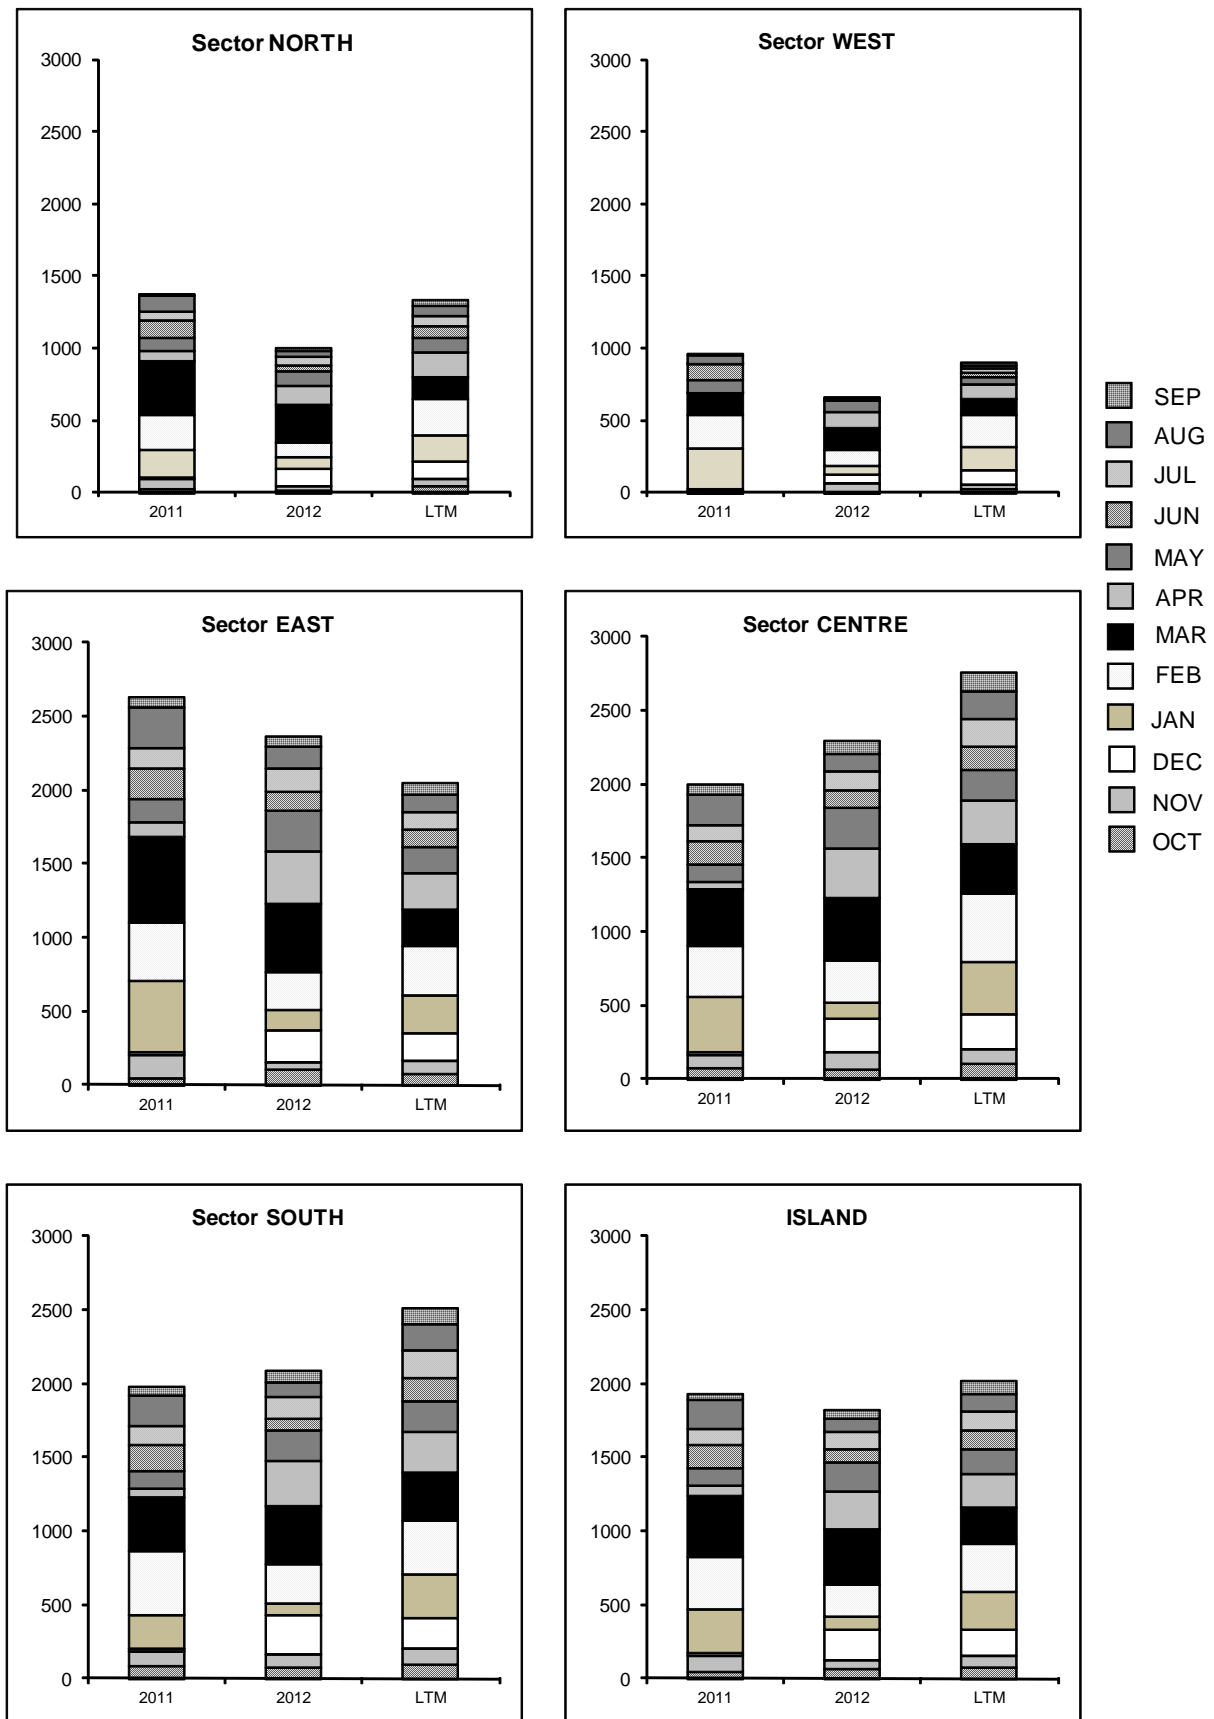 Sector NORTH
3000
2500
2000
1500
1000
500
0
2011 2012 LTM
Sector WEST
3000
2500
2000
1500
1000
500
0
2011 2012 LTM
SEP
AUG
JUL
JUN
MAY
APR
MAR
FEB
JAN
DEC
NOV
OCT
Sector EAST
3000
2500
2000
1500
1000
500
0
2011 2012 LTM
Sector CENTRE
3000
2500
2000
1500
1000
500
0
2011 2012 LTM
Sector SOUTH
3000
2500
2000
1500
1000
500
0
2011 2012 LTM
ISLAND
3000
2500
2000
1500
1000
500
0
2011 2012 LTM